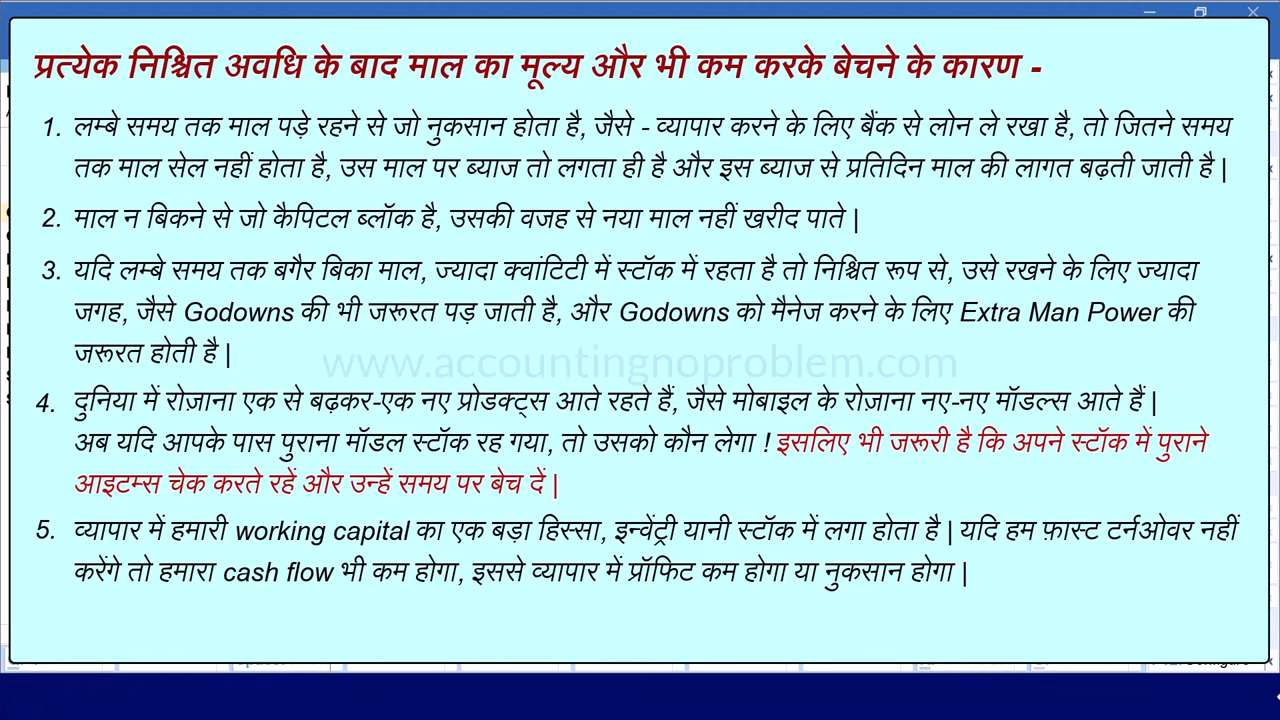 प्रत्येक निश्चित अवधि के बाद माल का मूल्य और भी कम करके बेचने के कारण -
1. लम्बे समय तक माल पड़े रहने से जो नुकसान होता है, जैसे - व्यापार करने के लिए बैंक से लोन ले रखा है, तो जितने समय
तक माल सेल नहीं होता है, उस माल पर ब्याज तो लगता ही है और इस ब्याज से प्रतिदिन माल की लागत बढ़ती जाती है |
2. माल न बिकने से जो कैपिटल ब्लॉक है, उसकी वजह से नया माल नहीं खरीद पाते |
3. यदि लम्बे समय तक बगैर बिका माल, ज्यादा क्वांटिटी में स्टॉक में रहता है तो निश्चित रूप से, उसे रखने के लिए ज्यादा
जगह, जैसे Godowns की भी जरूरत पड़ जाती है, और Godowns को मैनेज करने के लिए Extra Man Power की
जरूरत होती है |
www.accountingnoproblem.com
4. दुनिया में रोज़ाना एक से बढ़कर-एक नए प्रोडक्ट्स आते रहते हैं, जैसे मोबाइल के रोज़ाना नए-नए मॉडल्स आते हैं |
अब यदि आपके पास पुराना मॉडल स्टॉक रह गया, तो उसको कौन लेगा ! इसलिए भी जरूरी है कि अपने स्टॉक में पुराने
आइटम्स चेक करते रहें और उन्हें समय पर बेच दें |
5. व्यापार में हमारी working capital का एक बड़ा हिस्सा, इन्वेंट्री यानी स्टॉक में लगा होता है | यदि हम फ़ास्ट टर्नओवर नहीं
करेंगे तो हमारा cash flow भी कम होगा, इससे व्यापार में प्रॉफिट कम होगा या नुकसान होगा |